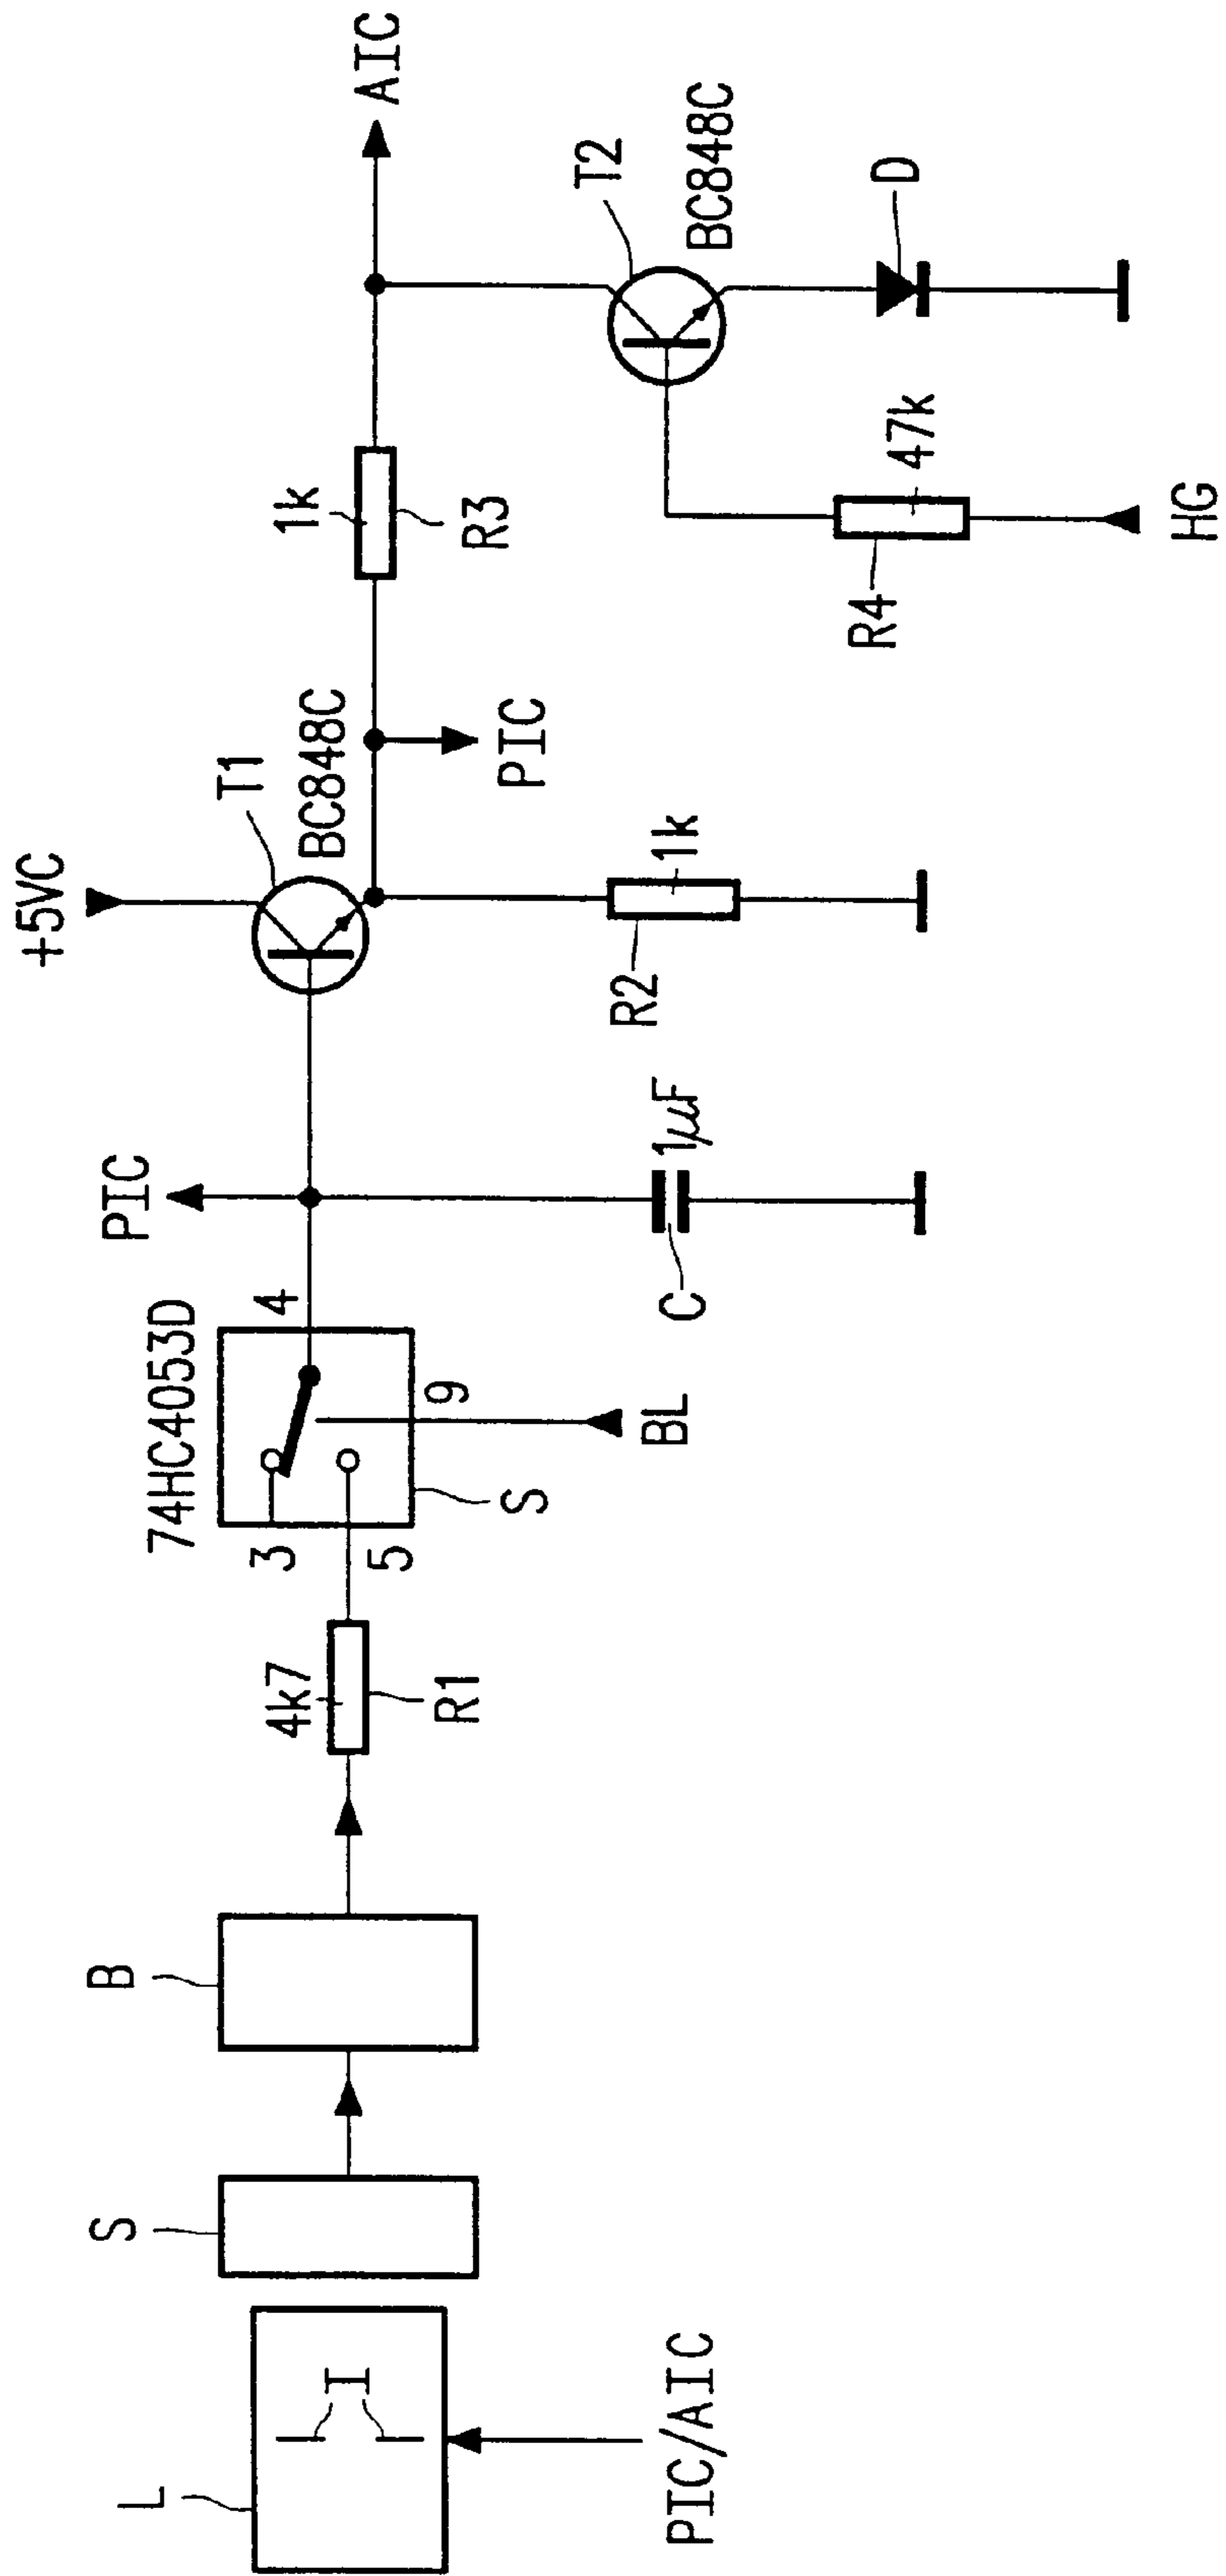 L
I
PIC/AIC
S
B
4k7
R1
74HC4053D
3
5
4
9
BL
S
PIC
C
1μF
+5VC
T1
BC848C
R2
1k
PIC
1k
R3
AIC
T2
BC848C
D
R4
47k
HG